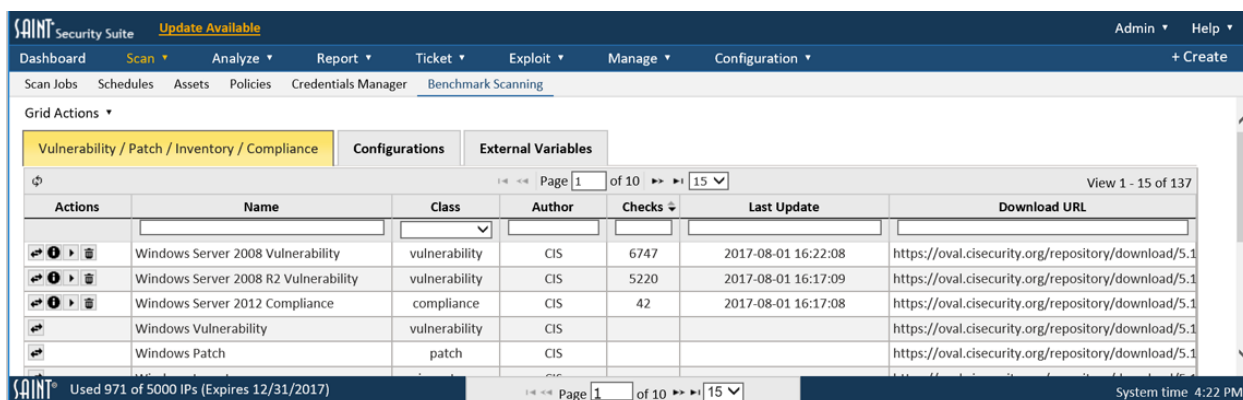 SAINT® Security Suite Update Available Admin ▾ Help ▾
Dashboard Scan ▾ Analyze ▾ Report ▾ Ticket ▾ Exploit ▾ Manage ▾ Configuration ▾ + Create
Scan Jobs Schedules Assets Policies Credentials Manager Benchmark Scanning
Grid Actions ▾
Vulnerability / Patch / Inventory / Compliance Configurations External Variables
Page 1 of 10 15 View 1 - 15 of 137
Actions Name Class Author Checks Last Update Download URL
Windows Server 2008 Vulnerability vulnerability CIS 6747 2017-08-01 16:22:08 https://oval.cisecurity.org/repository/download/5.1
Windows Server 2008 R2 Vulnerability vulnerability CIS 5220 2017-08-01 16:17:09 https://oval.cisecurity.org/repository/download/5.1
Windows Server 2012 Compliance compliance CIS 42 2017-08-01 16:17:08 https://oval.cisecurity.org/repository/download/5.1
Windows Vulnerability vulnerability CIS https://oval.cisecurity.org/repository/download/5.1
Windows Patch patch CIS https://oval.cisecurity.org/repository/download/5.1
SAINT® Used 971 of 5000 IPs (Expires 12/31/2017) Page 1 of 10 15 System time 4:22 PM